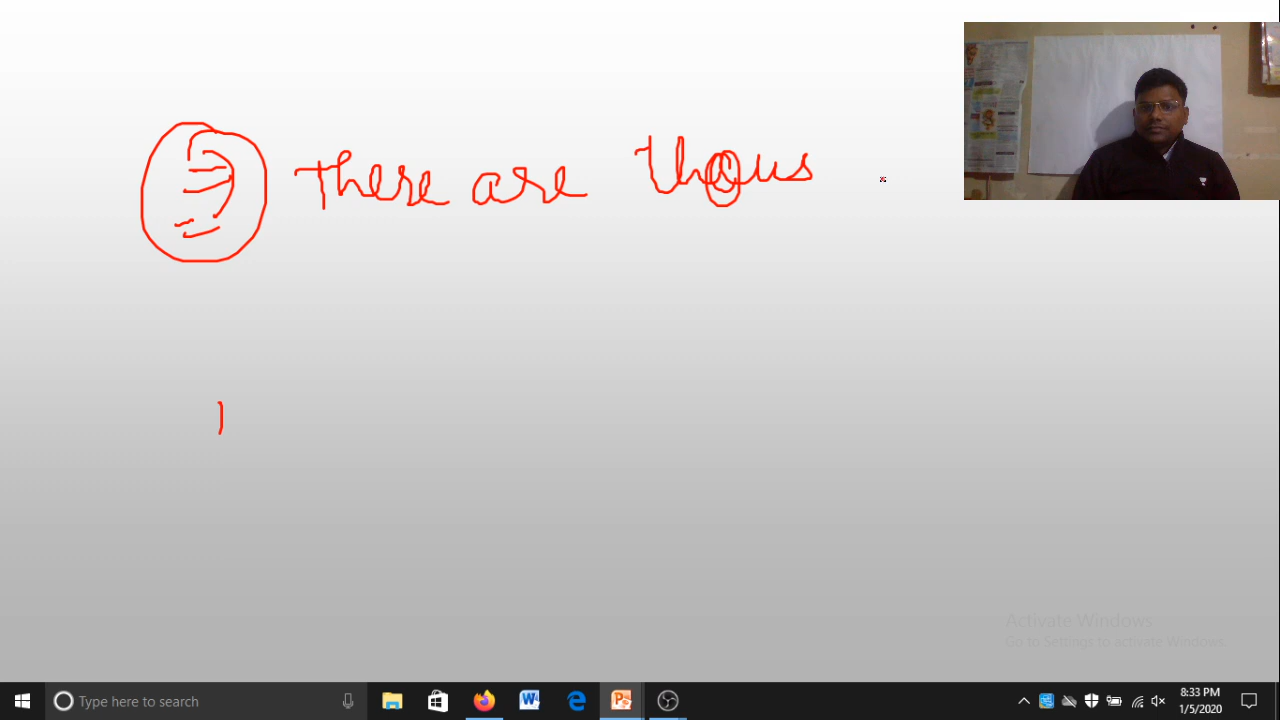 There are thous
Activate Windows
Go to Settings to activate Windows.
Type here to search
8:33 PM
1/5/2020